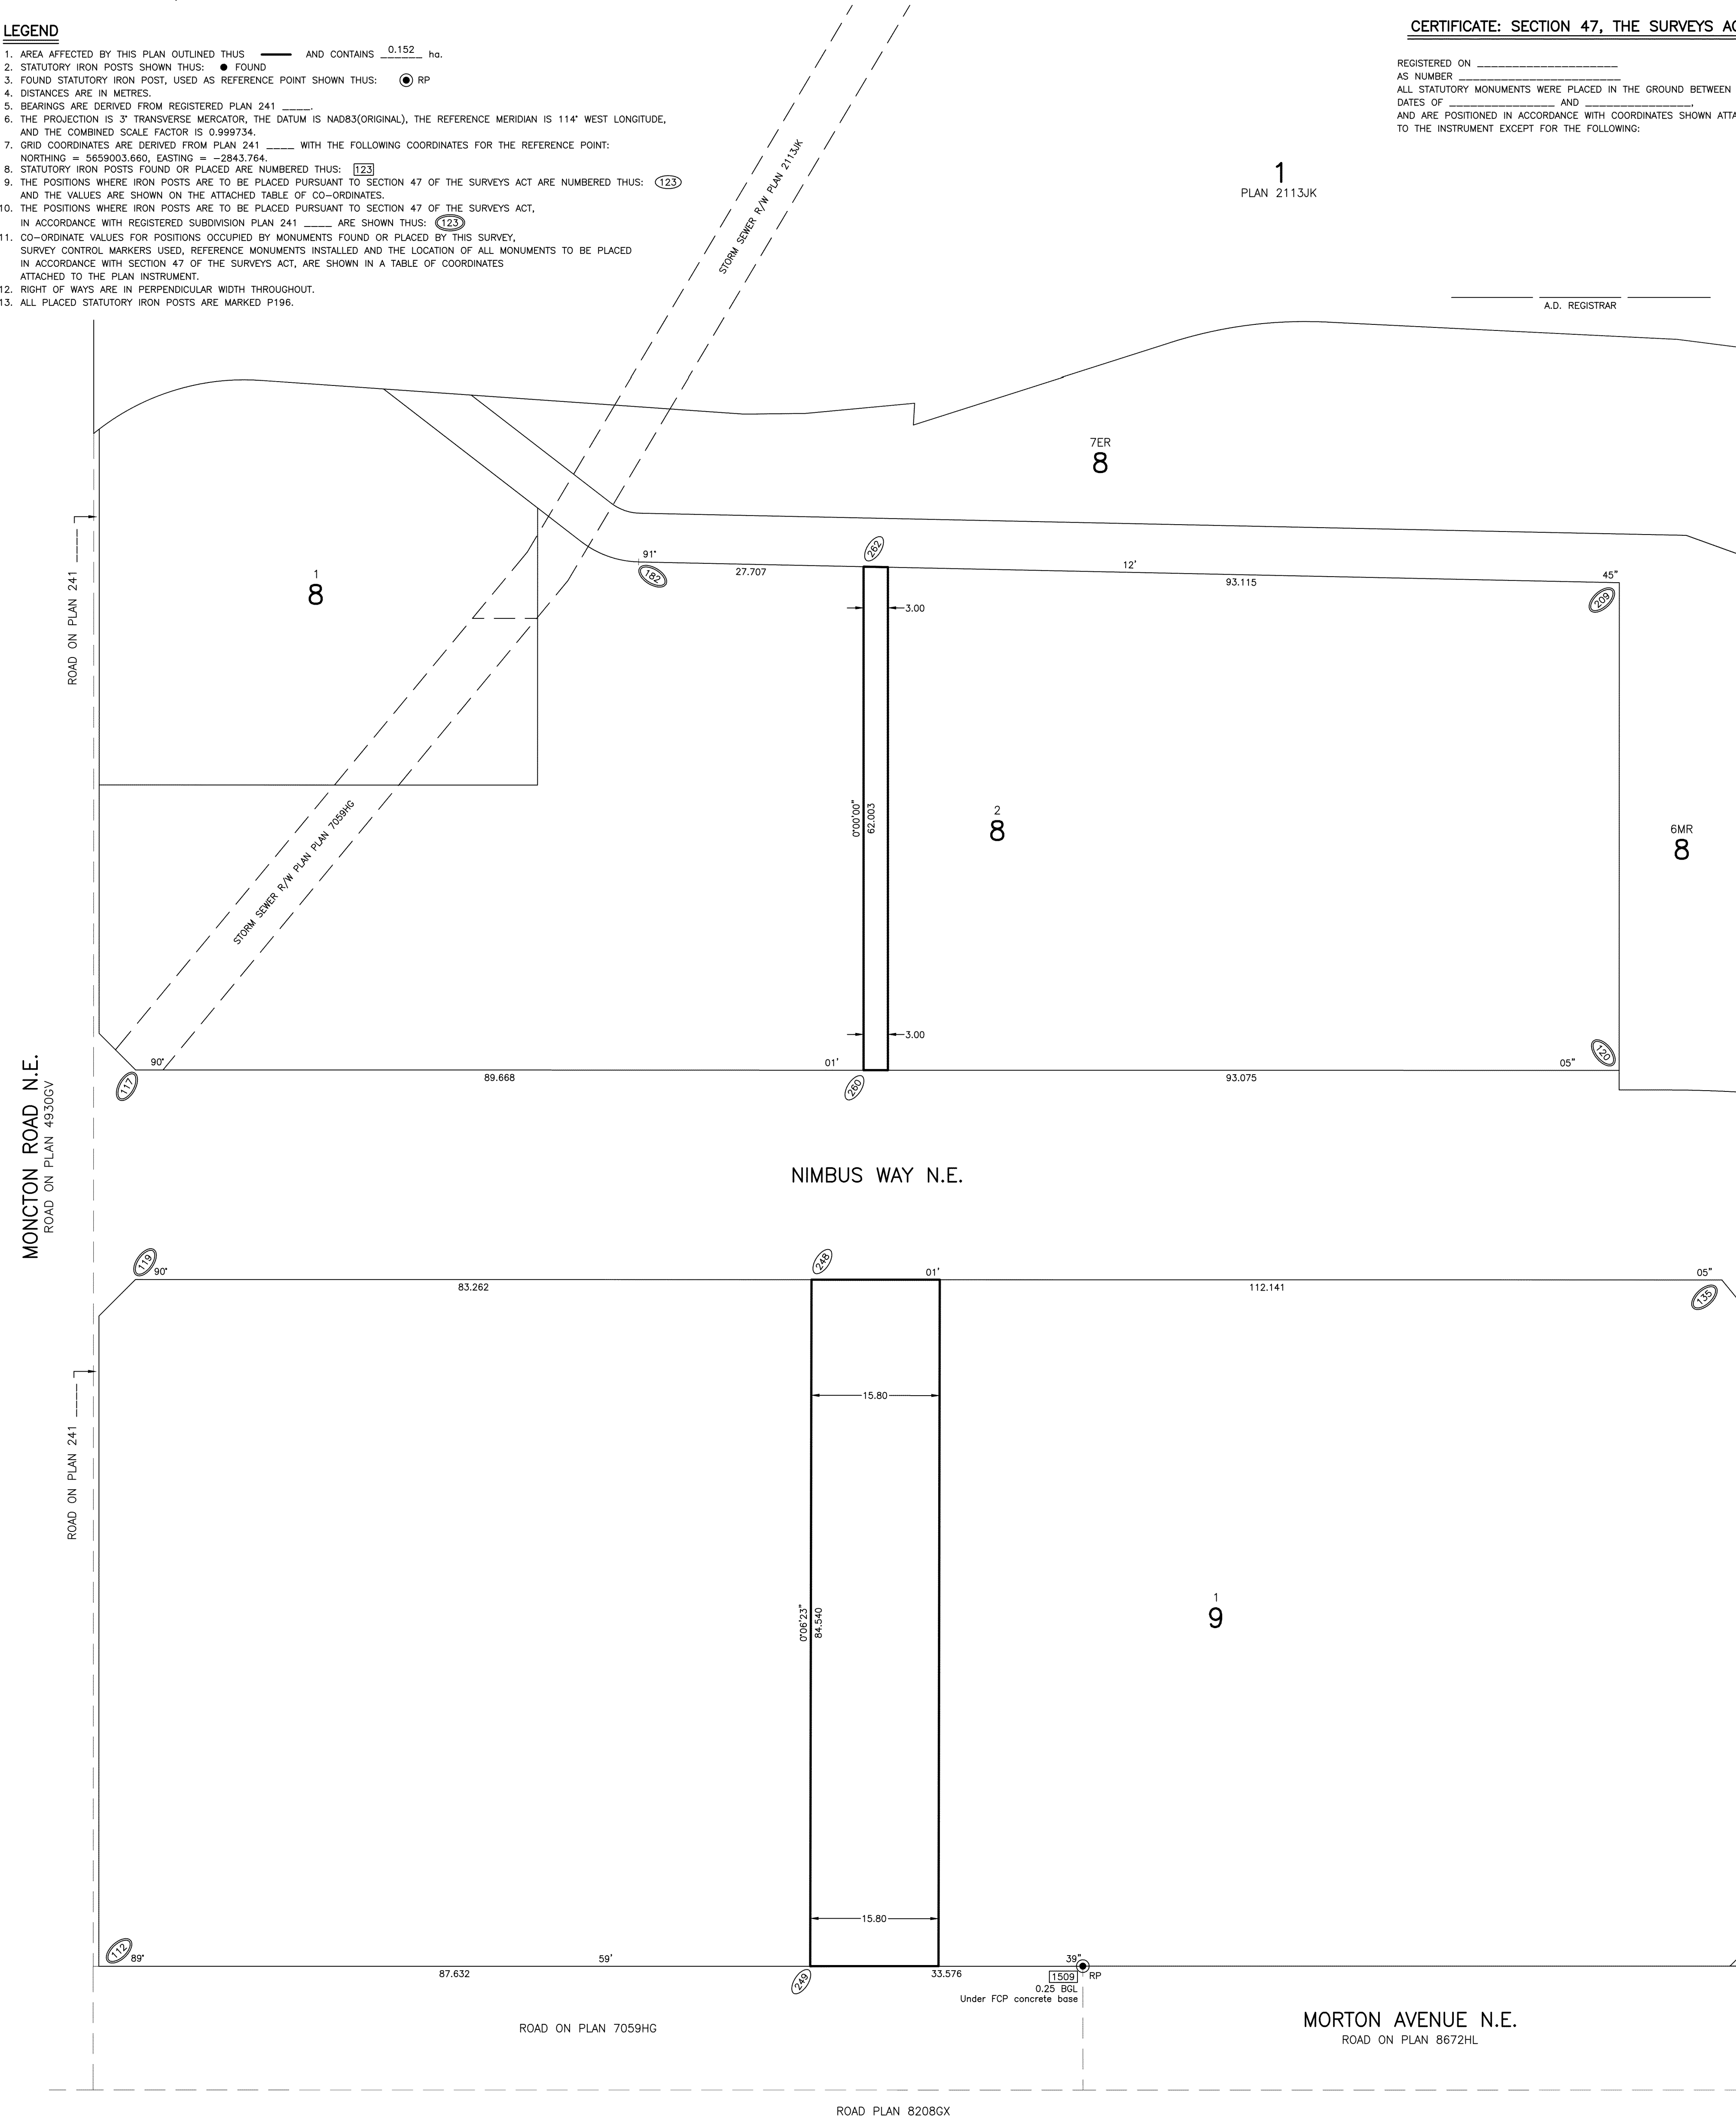 LEGEND
1. AREA AFFECTED BY THIS PLAN OUTLINED THUS ——— AND CONTAINS 0.152 ha.
2. STATUTORY IRON POSTS SHOWN THUS: ● FOUND
3. FOUND STATUTORY IRON POST, USED AS REFERENCE POINT SHOWN THUS: RP
4. DISTANCES ARE IN METRES.
5. BEARINGS ARE DERIVED FROM REGISTERED PLAN 241 ____.
6. THE PROJECTION IS 3° TRANSVERSE MERCATOR, THE DATUM IS NAD83(ORIGINAL), THE REFERENCE MERIDIAN IS 114° WEST LONGITUDE,
AND THE COMBINED SCALE FACTOR IS 0.999734.
7. GRID COORDINATES ARE DERIVED FROM PLAN 241 ____ WITH THE FOLLOWING COORDINATES FOR THE REFERENCE POINT:
NORTHING = 5659003.660, EASTING = -2843.764.
8. STATUTORY IRON POSTS FOUND OR PLACED ARE NUMBERED THUS: 123
9. THE POSITIONS WHERE IRON POSTS ARE TO BE PLACED PURSUANT TO SECTION 47 OF THE SURVEYS ACT ARE NUMBERED THUS: 123
AND THE VALUES ARE SHOWN ON THE ATTACHED TABLE OF CO-ORDINATES.
10. THE POSITIONS WHERE IRON POSTS ARE TO BE PLACED PURSUANT TO SECTION 47 OF THE SURVEYS ACT,
IN ACCORDANCE WITH REGISTERED SUBDIVISION PLAN 241 ____ ARE SHOWN THUS: 123
11. CO-ORDINATE VALUES FOR POSITIONS OCCUPIED BY MONUMENTS FOUND OR PLACED BY THIS SURVEY,
SURVEY CONTROL MARKERS USED, REFERENCE MONUMENTS INSTALLED AND THE LOCATION OF ALL MONUMENTS TO BE PLACED
IN ACCORDANCE WITH SECTION 47 OF THE SURVEYS ACT, ARE SHOWN IN A TABLE OF COORDINATES
ATTACHED TO THE PLAN INSTRUMENT.
12. RIGHT OF WAYS ARE IN PERPENDICULAR WIDTH THROUGHOUT.
13. ALL PLACED STATUTORY IRON POSTS ARE MARKED P196.
CERTIFICATE: SECTION 47, THE SURVEYS AC
REGISTERED ON ____________________
AS NUMBER _______________________
ALL STATUTORY MONUMENTS WERE PLACED IN THE GROUND BETWEEN
DATES OF _______________ AND _______________,
AND ARE POSITIONED IN ACCORDANCE WITH COORDINATES SHOWN ATTA
TO THE INSTRUMENT EXCEPT FOR THE FOLLOWING:
A.D. REGISTRAR
1
PLAN 2113JK
STORM SEWER R/W PLAN 2113JK
7ER
8
ROAD ON PLAN 241 ____
1
8
91°
182
27.707
262
12'
93.115
45"
209
3.00
0°00'00"
62.003
2
8
6MR
8
STORM SEWER R/W PLAN PLAN 7059HG
3.00
90°
117
89.668
01'
260
93.075
05"
120
MONCTON ROAD N.E.
ROAD ON PLAN 4930GV
NIMBUS WAY N.E.
119
90°
83.262
248
01'
112.141
05"
135
15.80
ROAD ON PLAN 241 ____
0°06'23"
84.540
1
9
15.80
112
89°
87.632
59'
249
33.576
39"
1509
RP
0.25 BGL
Under FCP concrete base
ROAD ON PLAN 7059HG
MORTON AVENUE N.E.
ROAD ON PLAN 8672HL
ROAD PLAN 8208GX